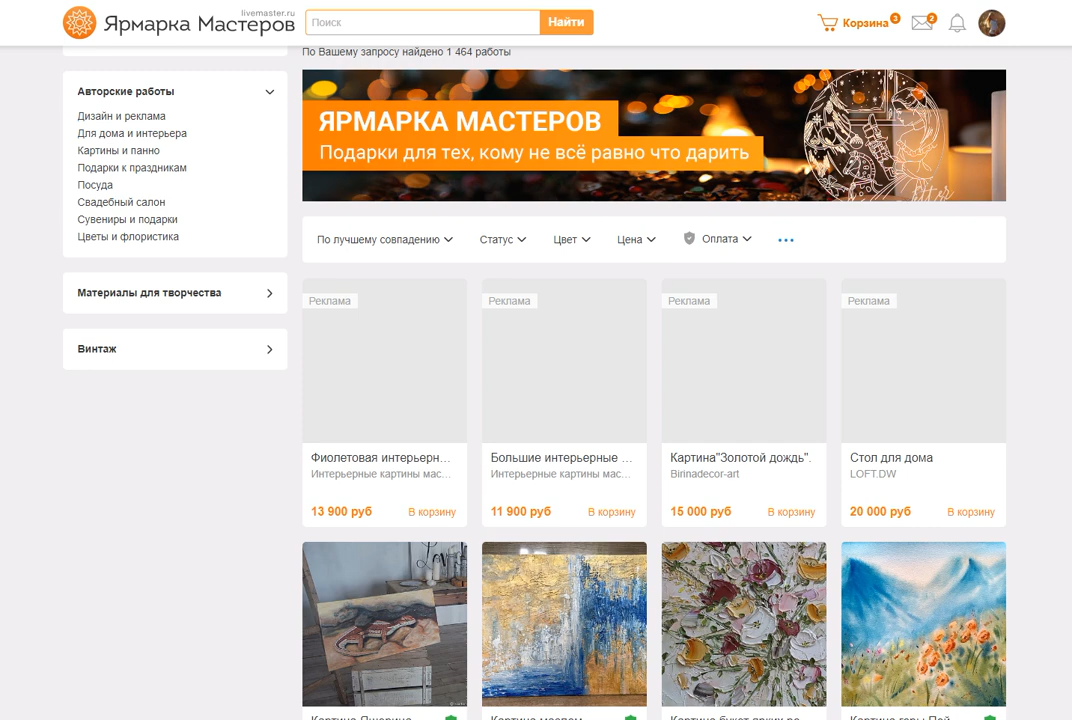 livemaster.ru
Ярмарка Мастеров
Поиск
Найти
Корзина 3
2
По Вашему запросу найдено 1 464 работы
Авторские работы
Дизайн и реклама
Для дома и интерьера
Картины и панно
Подарки к праздникам
Посуда
Свадебный салон
Сувениры и подарки
Цветы и флористика
Материалы для творчества
Винтаж
ЯРМАРКА МАСТЕРОВ
Подарки для тех, кому не всё равно что дарить
По лучшему совпадению
Статус
Цвет
Цена
Оплата
Реклама
Реклама
Реклама
Реклама
Фиолетовая интерьерн...
Интерьерные картины мас...
13 900 руб
В корзину
Большие интерьерные ...
Интерьерные картины мас...
11 900 руб
В корзину
Картина"Золотой дождь".
Birinadecor-art
15 000 руб
В корзину
Стол для дома
LOFT.DW
20 000 руб
В корзину